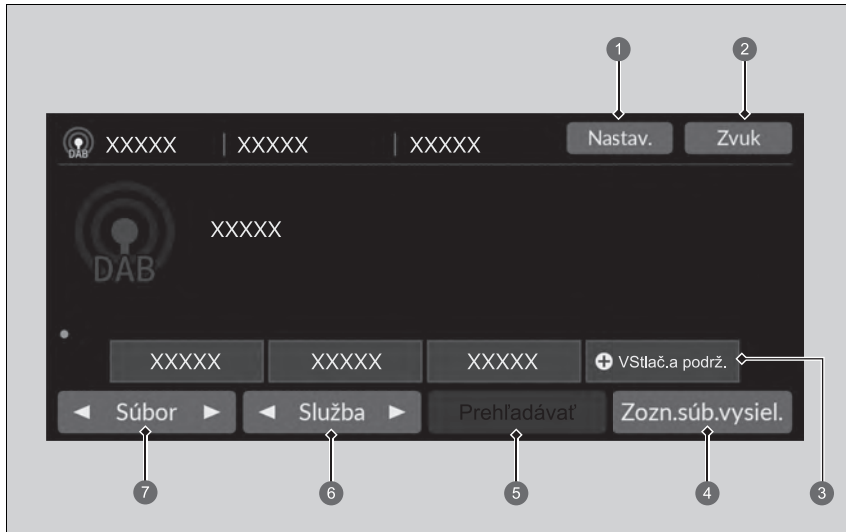 1 2
DAB XXXXX | XXXXX | XXXXX Nastav. Zvuk
DAB XXXXX
XXXXX XXXXX XXXXX + VStlač.a podrž.
◄ Súbor ► ◄ Služba ► Prehľadávať Zozn.súb.vysiel.
7 6 5 4 3